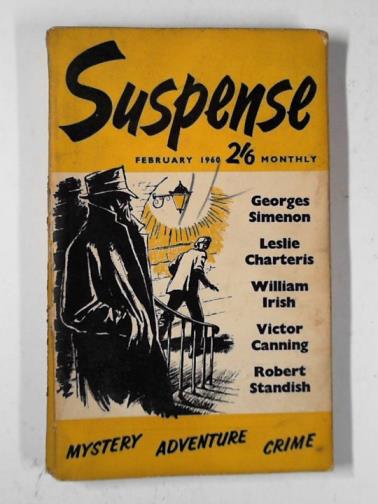 Suspense
FEBRUARY 1960 2/6 MONTHLY
Georges
Simenon
Leslie
Charteris
William
Irish
Victor
Canning
Robert
Standish
MYSTERY ADVENTURE CRIME